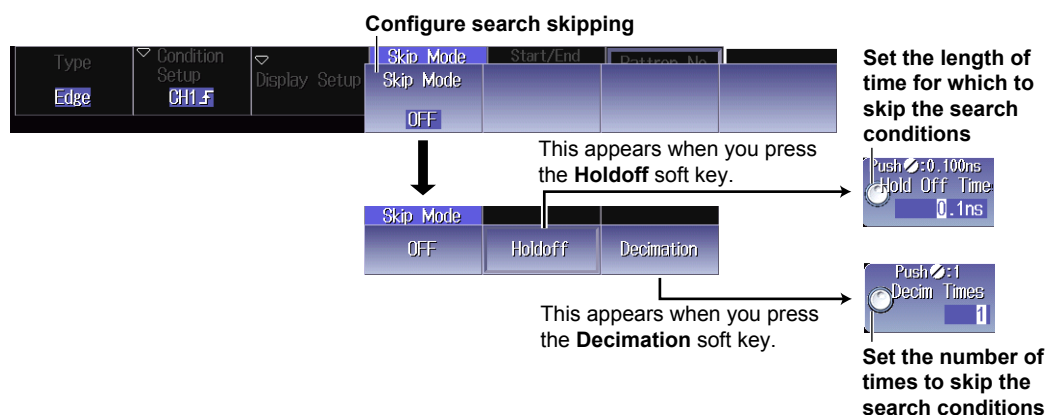 Configure search skipping
Type
Edge
Condition
Setup
CH1
Display Setup
Skip Mode
Start/End
Pattron No
Skip Mode
OFF
Set the length of
time for which to
skip the search
conditions
This appears when you press
the Holdoff soft key.
Push :0.100ns
Hold Off Time
0.1ns
Skip Mode
OFF
Holdoff
Decimation
Push :1
Decim Times
1
This appears when you press
the Decimation soft key.
Set the number of
times to skip the
search conditions